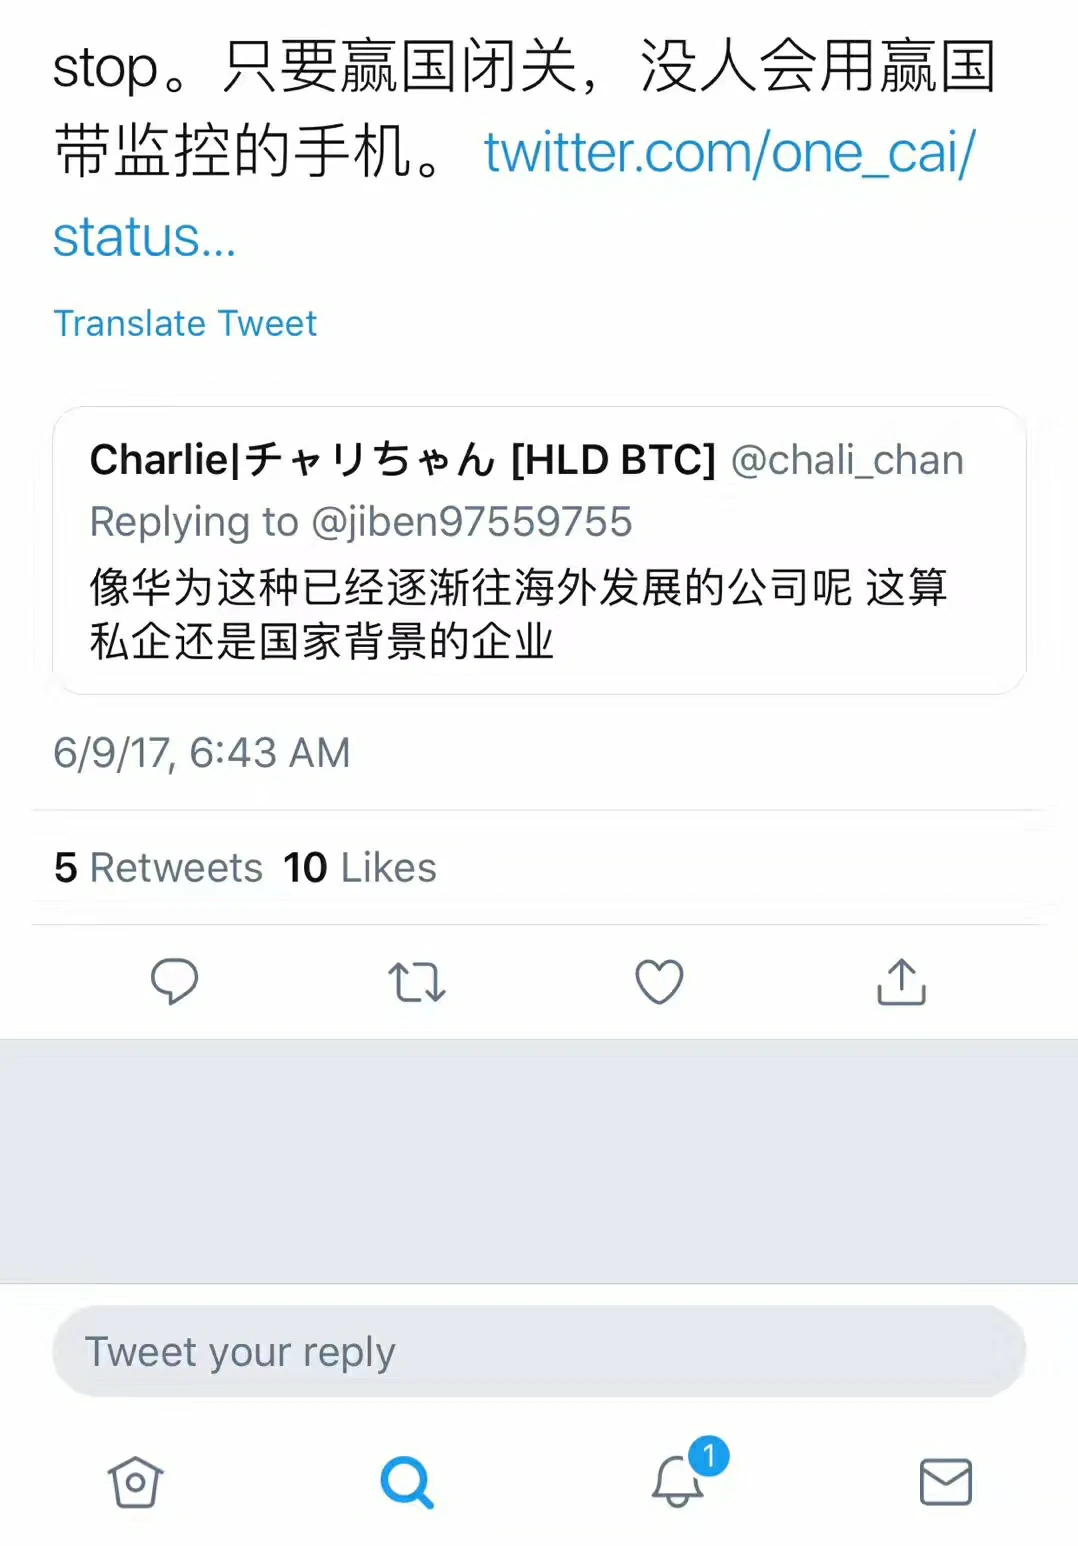 stop。只要赢国闭关，没人会用赢国
带监控的手机。 twitter.com/one_cai/
status...
Translate Tweet
Charlie|チャリちゃん [HLD BTC] @chali_chan
Replying to @jiben97559755
像华为这种已经逐渐往海外发展的公司呢 这算
私企还是国家背景的企业
6/9/17, 6:43 AM
5 Retweets 10 Likes
Tweet your reply
1